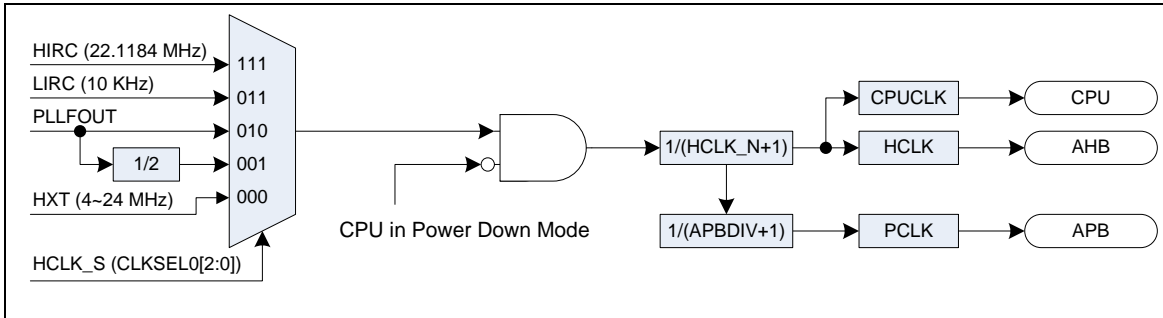 HIRC (22.1184 MHz)
LIRC (10 KHz)
PLLFOUT
1/2
HXT (4~24 MHz)
HCLK_S (CLKSEL0[2:0])
111
011
010
001
000
CPU in Power Down Mode
1/(HCLK_N+1)
1/(APBDIV+1)
CPUCLK
CPU
HCLK
AHB
PCLK
APB